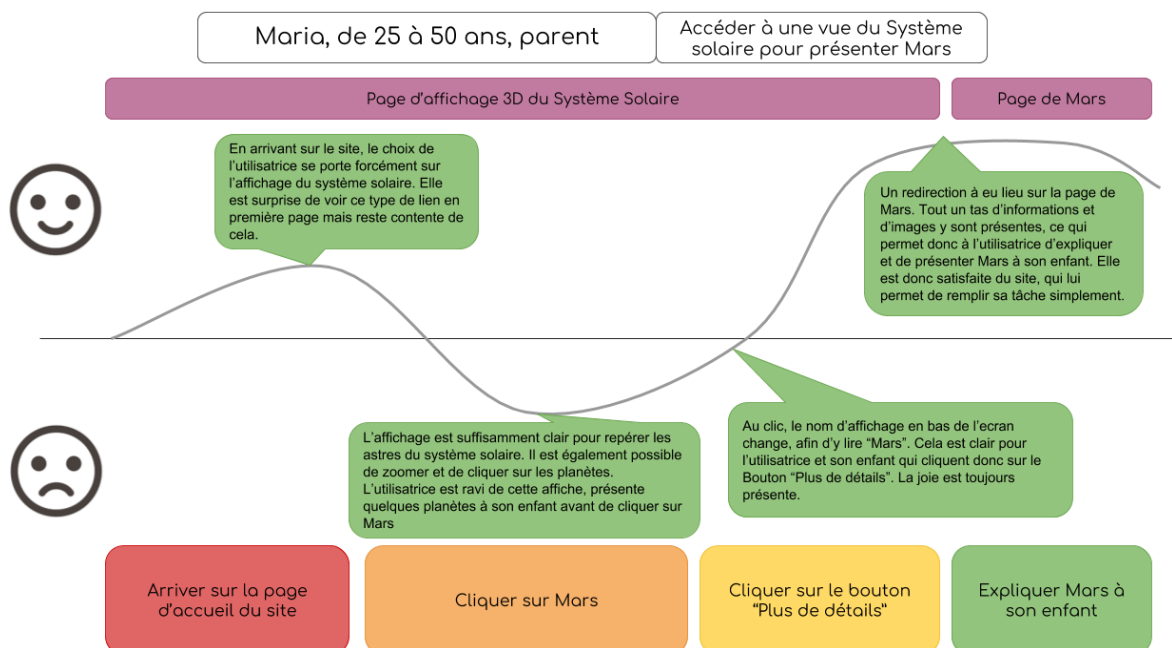 Maria, de 25 à 50 ans, parent
Accéder à une vue du Système
solaire pour présenter Mars
Page d'affichage 3D du Système Solaire
Page de Mars
En arrivant sur le site, le choix de
l'utilisatrice se porte forcément sur
l'affichage du système solaire. Elle
est surprise de voir ce type de lien en
première page mais reste contente de
cela.
Un redirection à eu lieu sur la page de
Mars. Tout un tas d'informations et
d'images y sont présentes, ce qui
permet donc à l'utilisatrice d'expliquer
et de présenter Mars à son enfant. Elle
est donc satisfaite du site, qui lui
permet de remplir sa tâche simplement.
L'affichage est suffisamment clair pour repérer les
astres du système solaire. Il est également possible
de zoomer et de cliquer sur les planètes.
L'utilisatrice est ravi de cette affiche, présente
quelques planètes à son enfant avant de cliquer sur
Mars
Au clic, le nom d'affichage en bas de l'ecran
change, afin d'y lire “Mars”. Cela est clair pour
l'utilisatrice et son enfant qui cliquent donc sur le
Bouton “Plus de détails”. La joie est toujours
présente.
Arriver sur la page
d'accueil du site
Cliquer sur Mars
Cliquer sur le bouton
“Plus de détails”
Expliquer Mars à
son enfant